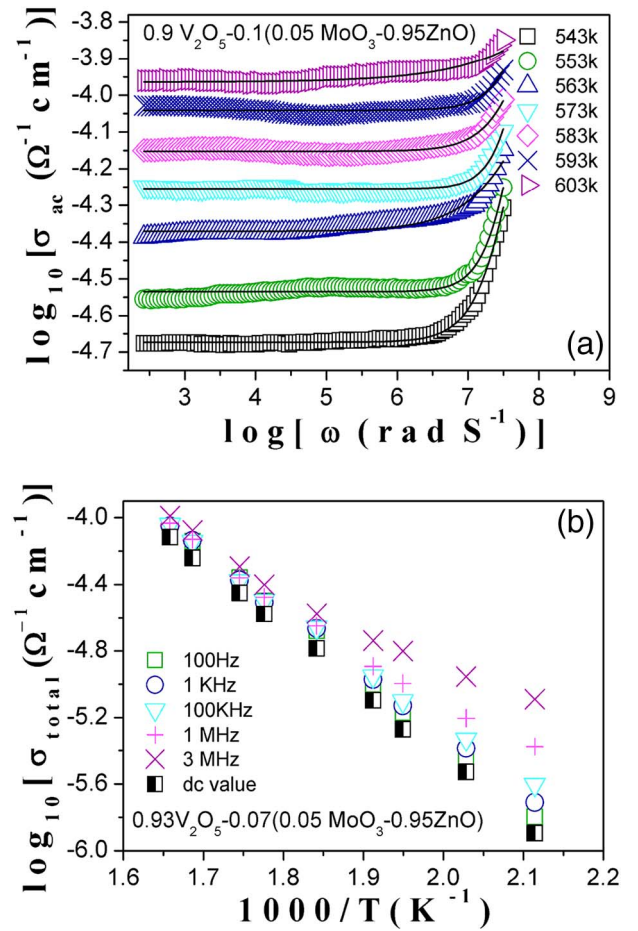 0.9 V₂O₅-0.1(0.05 MoO₃-0.95ZnO)
log₁₀ [σ ac (Ω⁻¹ cm⁻¹)]
-3.8
-3.9
-4.0
-4.1
-4.2
-4.3
-4.4
-4.5
-4.6
-4.7
543k
553k
563k
573k
583k
593k
603k
(a)
3 4 5 6 7 8 9
log[ ω (rad S⁻¹)]
(b)
log₁₀ [σ total (Ω⁻¹ cm⁻¹)]
-4.0
-4.4
-4.8
-5.2
-5.6
-6.0
100Hz
1 KHz
100KHz
1 MHz
3 MHz
dc value
0.93V₂O₅-0.07(0.05 MoO₃-0.95ZnO)
1.6 1.7 1.8 1.9 2.0 2.1 2.2
1000/T(K⁻¹)